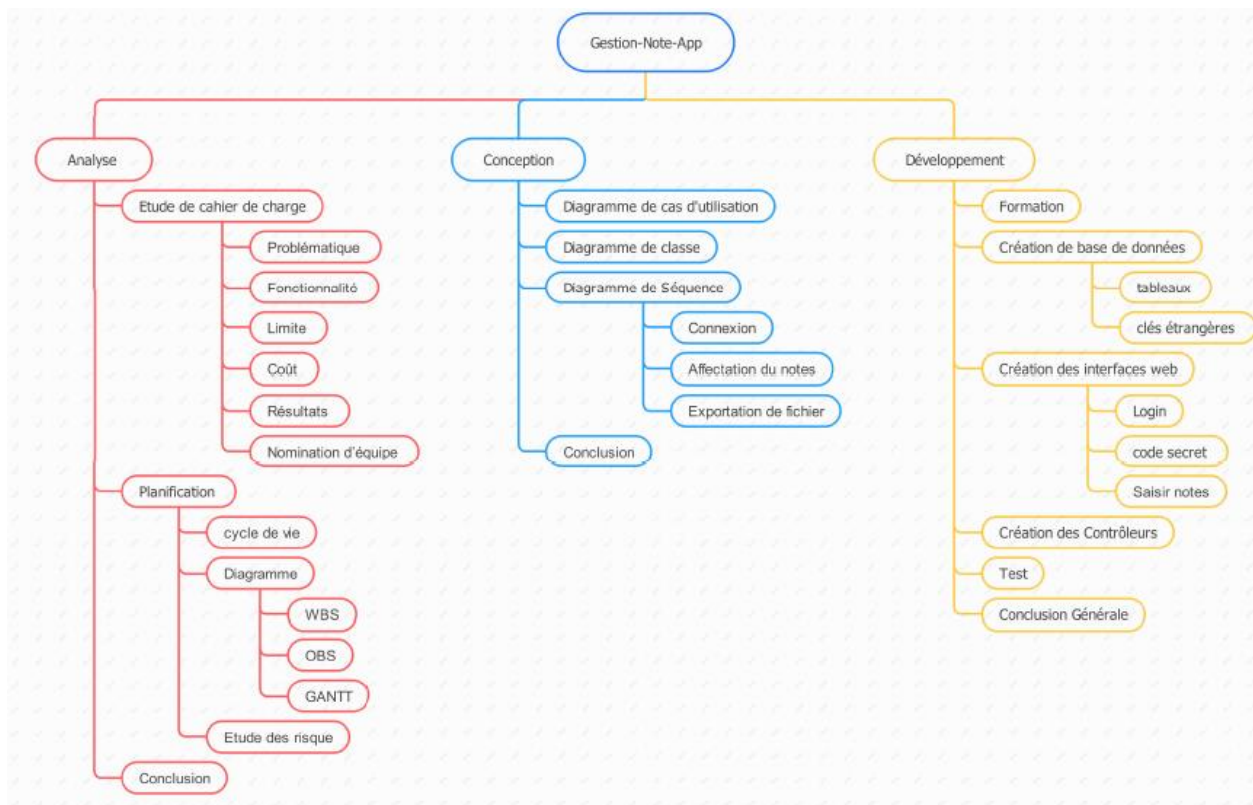 Gestion-Note-App
Analyse
Etude de cahier de charge
Problématique
Fonctionnalité
Limite
Coût
Résultats
Nomination d'équipe
Planification
cycle de vie
Diagramme
WBS
OBS
GANTT
Etude des risque
Conclusion
Conception
Diagramme de cas d'utilisation
Diagramme de classe
Diagramme de Séquence
Connexion
Affectation du notes
Exportation de fichier
Conclusion
Développement
Formation
Création de base de données
tableaux
clés étrangères
Création des interfaces web
Login
code secret
Saisir notes
Création des Contrôleurs
Test
Conclusion Générale